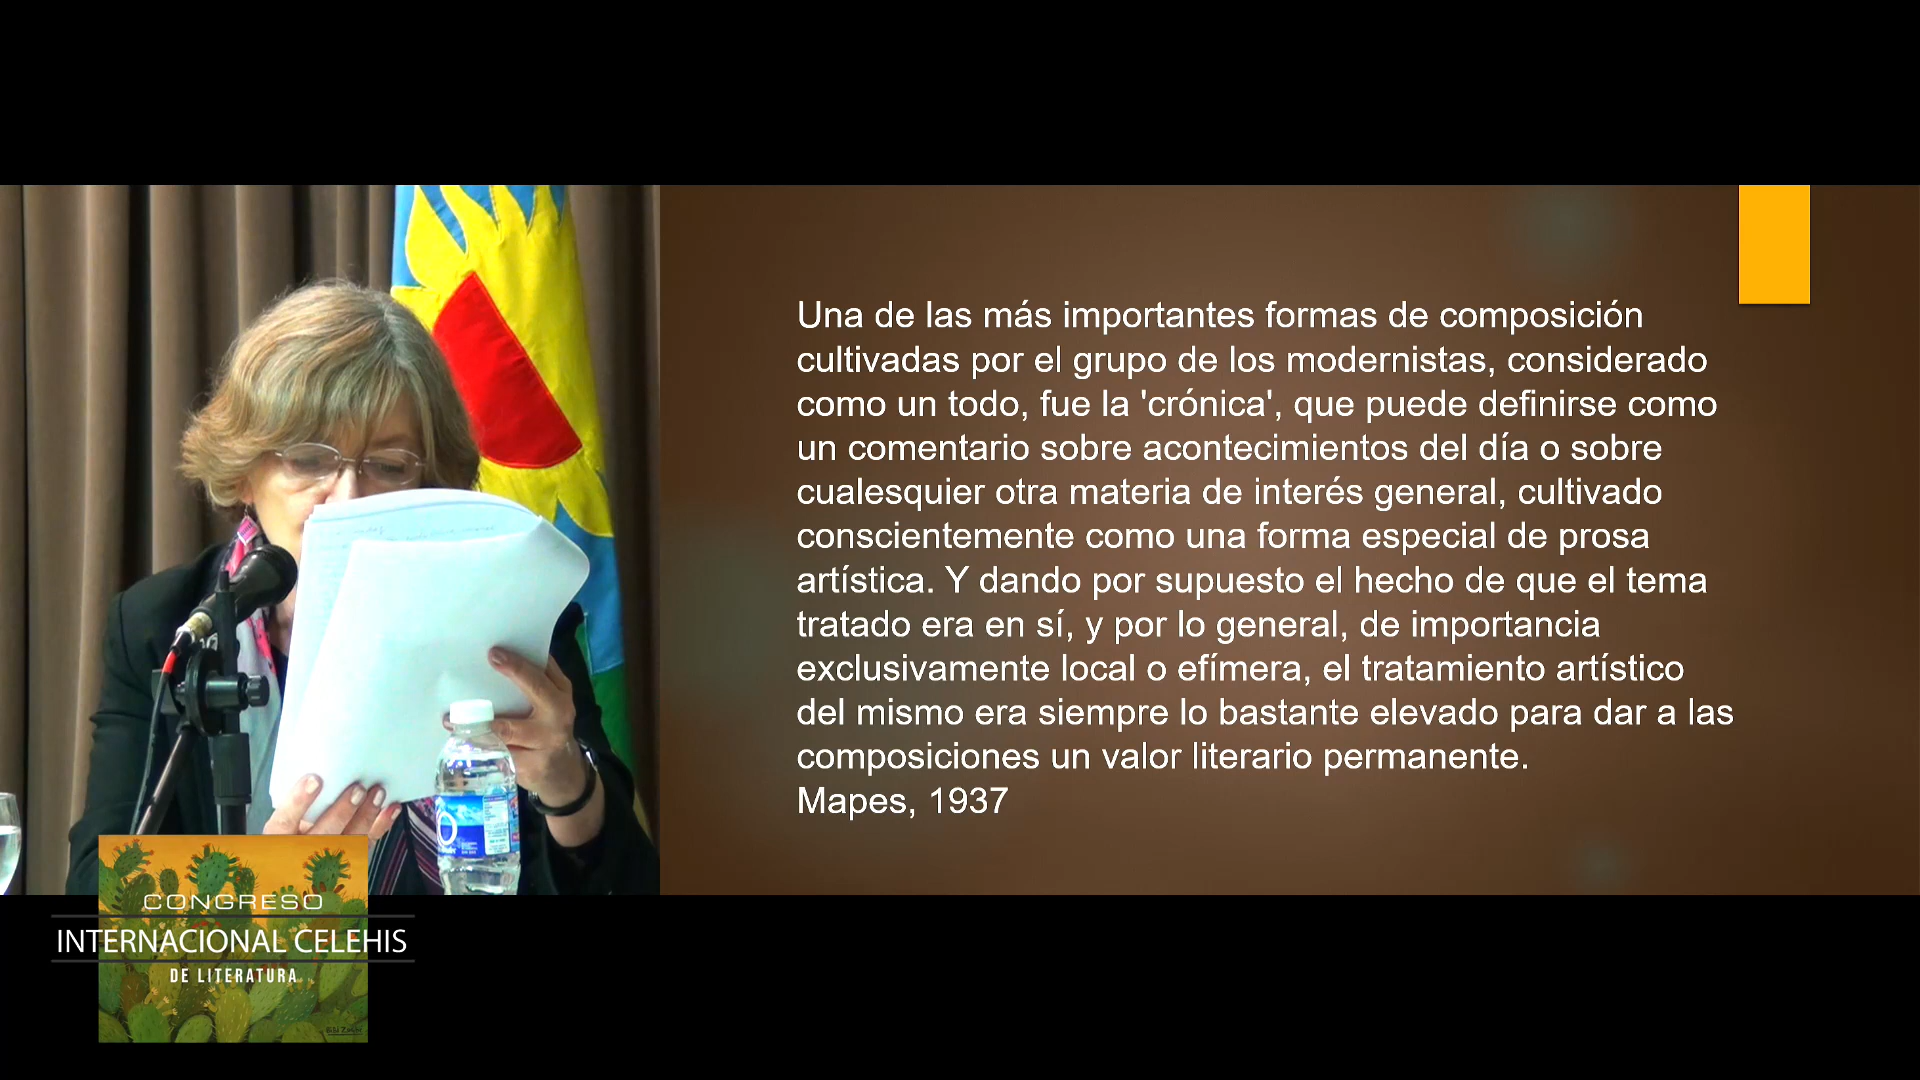 Una de las más importantes formas de composición
cultivadas por el grupo de los modernistas, considerado
como un todo, fue la 'crónica', que puede definirse como
un comentario sobre acontecimientos del día o sobre
cualesquier otra materia de interés general, cultivado
conscientemente como una forma especial de prosa
artística. Y dando por supuesto el hecho de que el tema
tratado era en sí, y por lo general, de importancia
exclusivamente local o efímera, el tratamiento artístico
del mismo era siempre lo bastante elevado para dar a las
composiciones un valor literario permanente.
Mapes, 1937
CONGRESO
INTERNACIONAL CELEHIS
DE LITERATURA